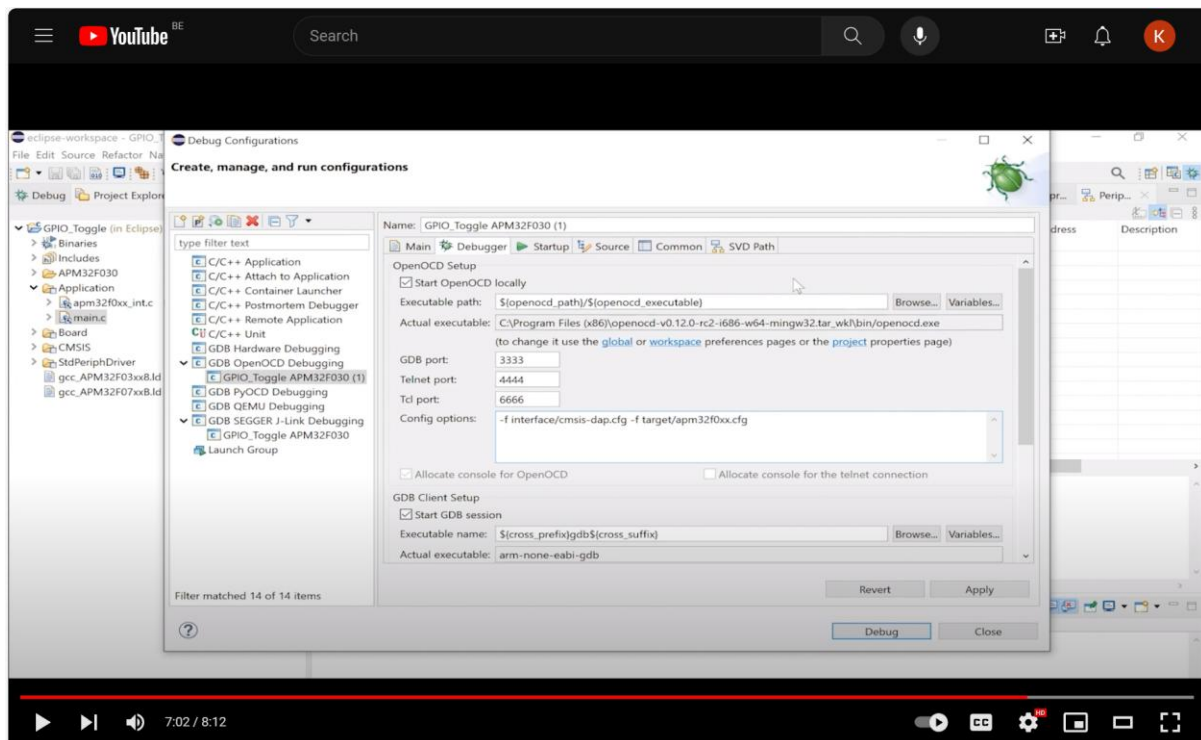 YouTube BE
Search
K
eclipse-workspace - GPIO_T
File Edit Source Refactor Na
Debug Project Explor
GPIO_Toggle (in Eclipse)
Binaries
Includes
APM32F030
Application
apm32f0xx_int.c
main.c
Board
CMSIS
StdPeriphDriver
gcc_APM32F03xx8.ld
gcc_APM32F07xxB.ld
Debug Configurations
Create, manage, and run configurations
type filter text
C/C++ Application
C/C++ Attach to Application
C/C++ Container Launcher
C/C++ Postmortem Debugger
C/C++ Remote Application
C/C++ Unit
GDB Hardware Debugging
GDB OpenOCD Debugging
GPIO_Toggle APM32F030 (1)
GDB PyOCD Debugging
GDB QEMU Debugging
GDB SEGGER J-Link Debugging
GPIO_Toggle APM32F030
Launch Group
Filter matched 14 of 14 items
Name: GPIO_Toggle APM32F030 (1)
Main Debugger Startup Source Common SVD Path
OpenOCD Setup
Start OpenOCD locally
Executable path: ${openocd_path}/${openocd_executable} Browse... Variables...
Actual executable: C:\Program Files (x86)\openocd-v0.12.0-rc2-i686-w64-mingw32.tar_wkl\bin/openocd.exe
(to change it use the global or workspace preferences pages or the project properties page)
GDB port: 3333
Telnet port: 4444
Tcl port: 6666
Config options: -f interface/cmsis-dap.cfg -f target/apm32f0xx.cfg
Allocate console for OpenOCD Allocate console for the telnet connection
GDB Client Setup
Start GDB session
Executable name: ${cross_prefix}gdb${cross_suffix} Browse... Variables...
Actual executable: arm-none-eabi-gdb
Revert Apply
Debug Close
pr... Perip...
dress Description
7:02 / 8:12
CC HD